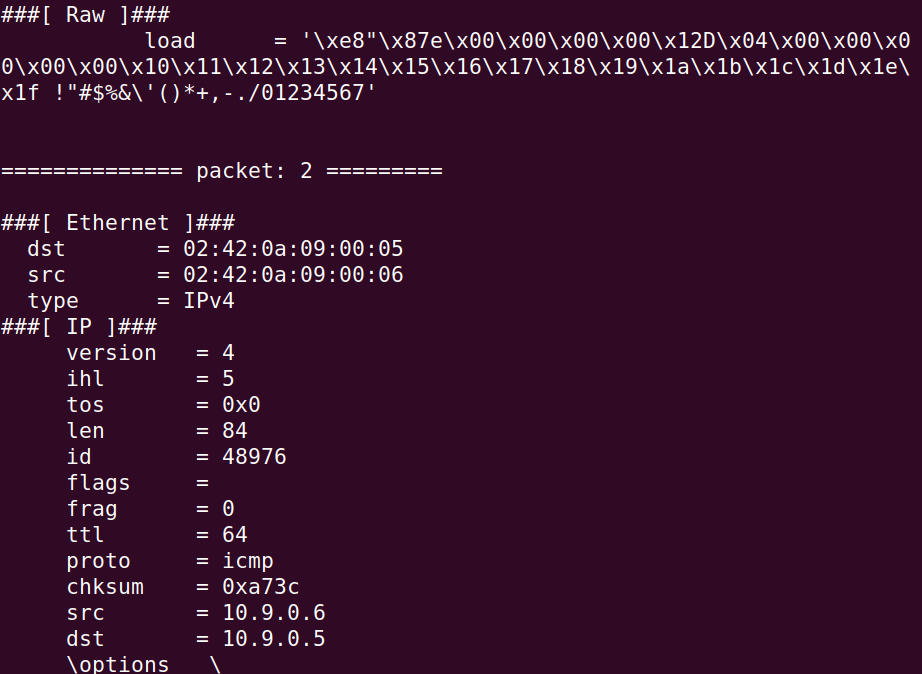 ###[ Raw ]###
           load      = '\xe8"\x87e\x00\x00\x00\x00\x12D\x04\x00\x00\x0
0\x00\x00\x10\x11\x12\x13\x14\x15\x16\x17\x18\x19\x1a\x1b\x1c\x1d\x1e\
x1f !"#$%&\'()*+,-./01234567'
============== packet: 2 =========
###[ Ethernet ]###
  dst       = 02:42:0a:09:00:05
  src       = 02:42:0a:09:00:06
  type      = IPv4
###[ IP ]###
     version   = 4
     ihl       = 5
     tos       = 0x0
     len       = 84
     id        = 48976
     flags     =
     frag      = 0
     ttl       = 64
     proto     = icmp
     chksum    = 0xa73c
     src       = 10.9.0.6
     dst       = 10.9.0.5
     \options   \